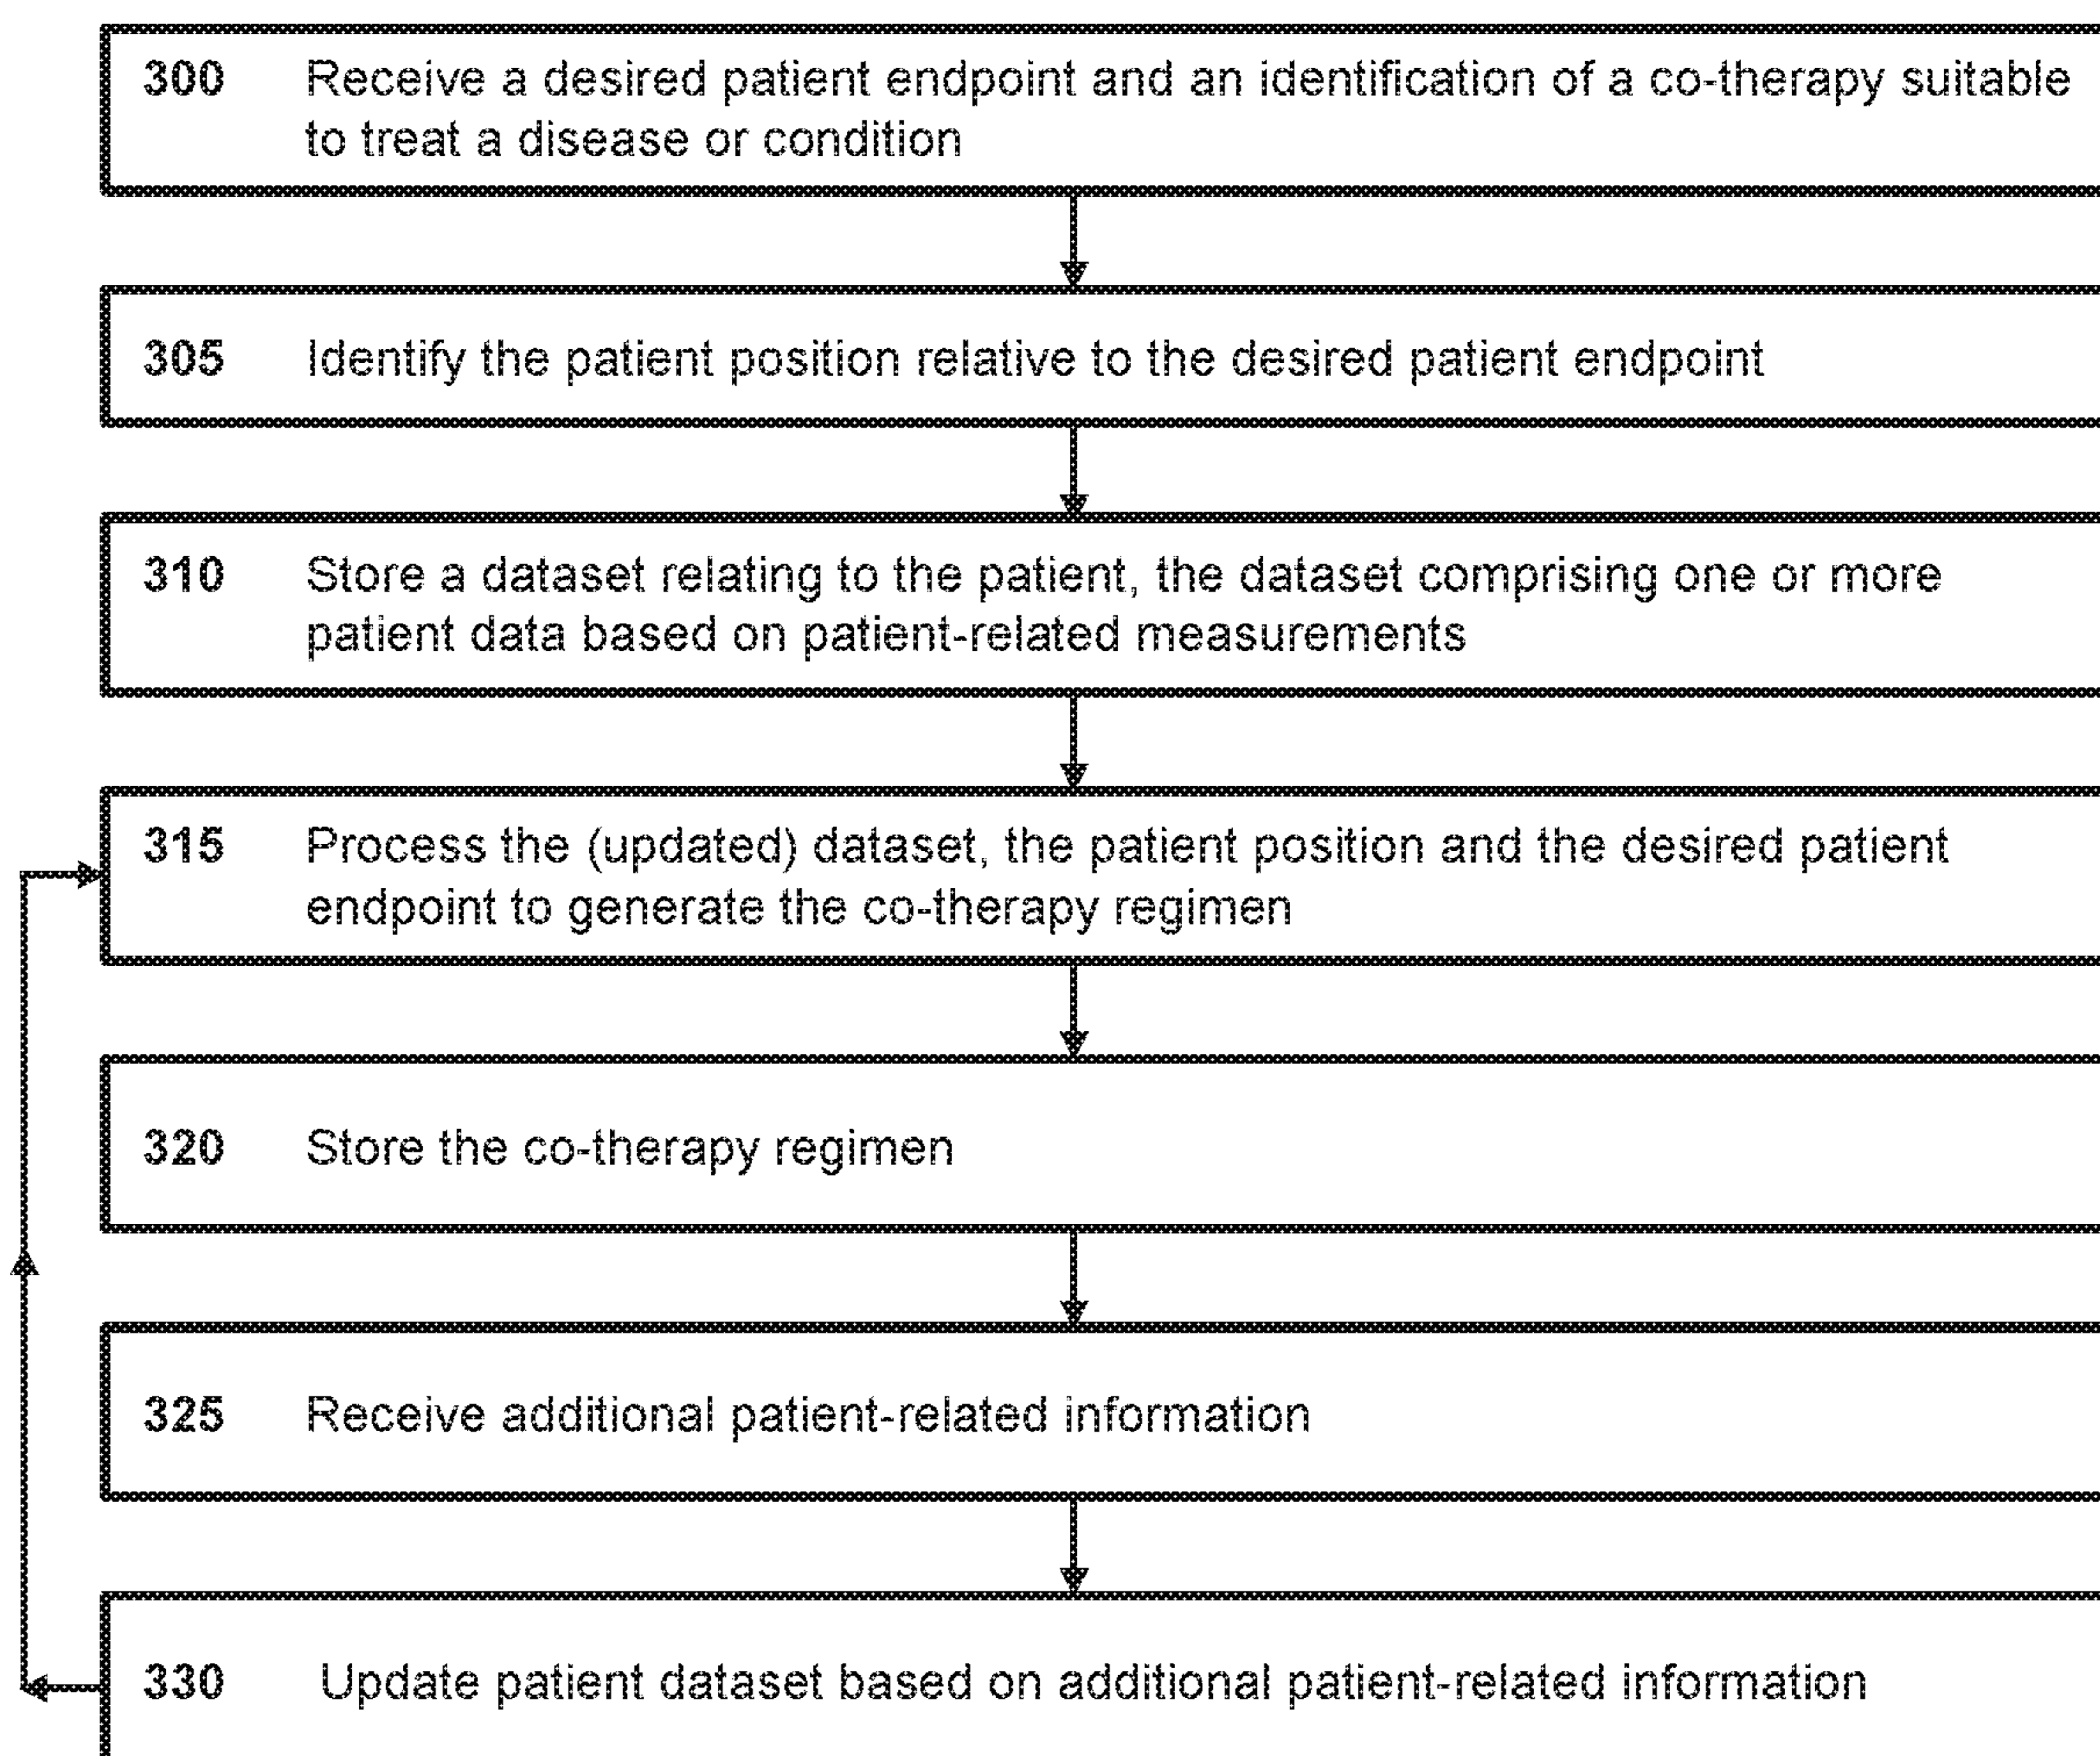 300 Receive a desired patient endpoint and an identification of a co-therapy suitable
to treat a disease or condition
305 Identify the patient position relative to the desired patient endpoint
310 Store a dataset relating to the patient, the dataset comprising one or more
patient data based on patient-related measurements
315 Process the (updated) dataset, the patient position and the desired patient
endpoint to generate the co-therapy regimen
320 Store the co-therapy regimen
325 Receive additional patient-related information
330 Update patient dataset based on additional patient-related information